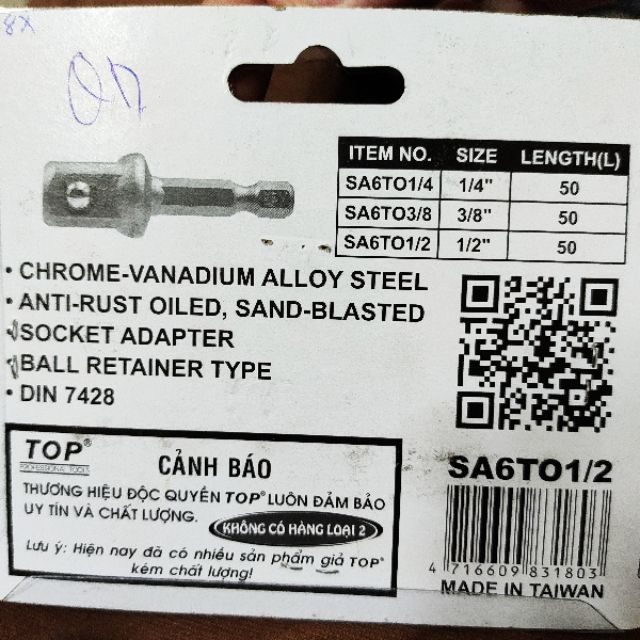 8X
ITEM NO. SIZE LENGTH(L)
SA6TO1/4 1/4" 50
SA6TO3/8 3/8" 50
SA6TO1/2 1/2" 50
• CHROME-VANADIUM ALLOY STEEL
• ANTI-RUST OILED, SAND-BLASTED
SOCKET ADAPTER
BALL RETAINER TYPE
• DIN 7428
TOP®
PROFESSIONAL TOOLS
CẢNH BÁO
THƯƠNG HIỆU ĐỘC QUYỀN TOP® LUÔN ĐẢM BẢO
UY TÍN VÀ CHẤT LƯỢNG.
KHÔNG CÓ HÀNG LOẠI 2
Lưu ý: Hiện nay đã có nhiều sản phẩm giả TOP®
kém chất lượng!
SA6TO1/2
4 716609 831803
MADE IN TAIWAN